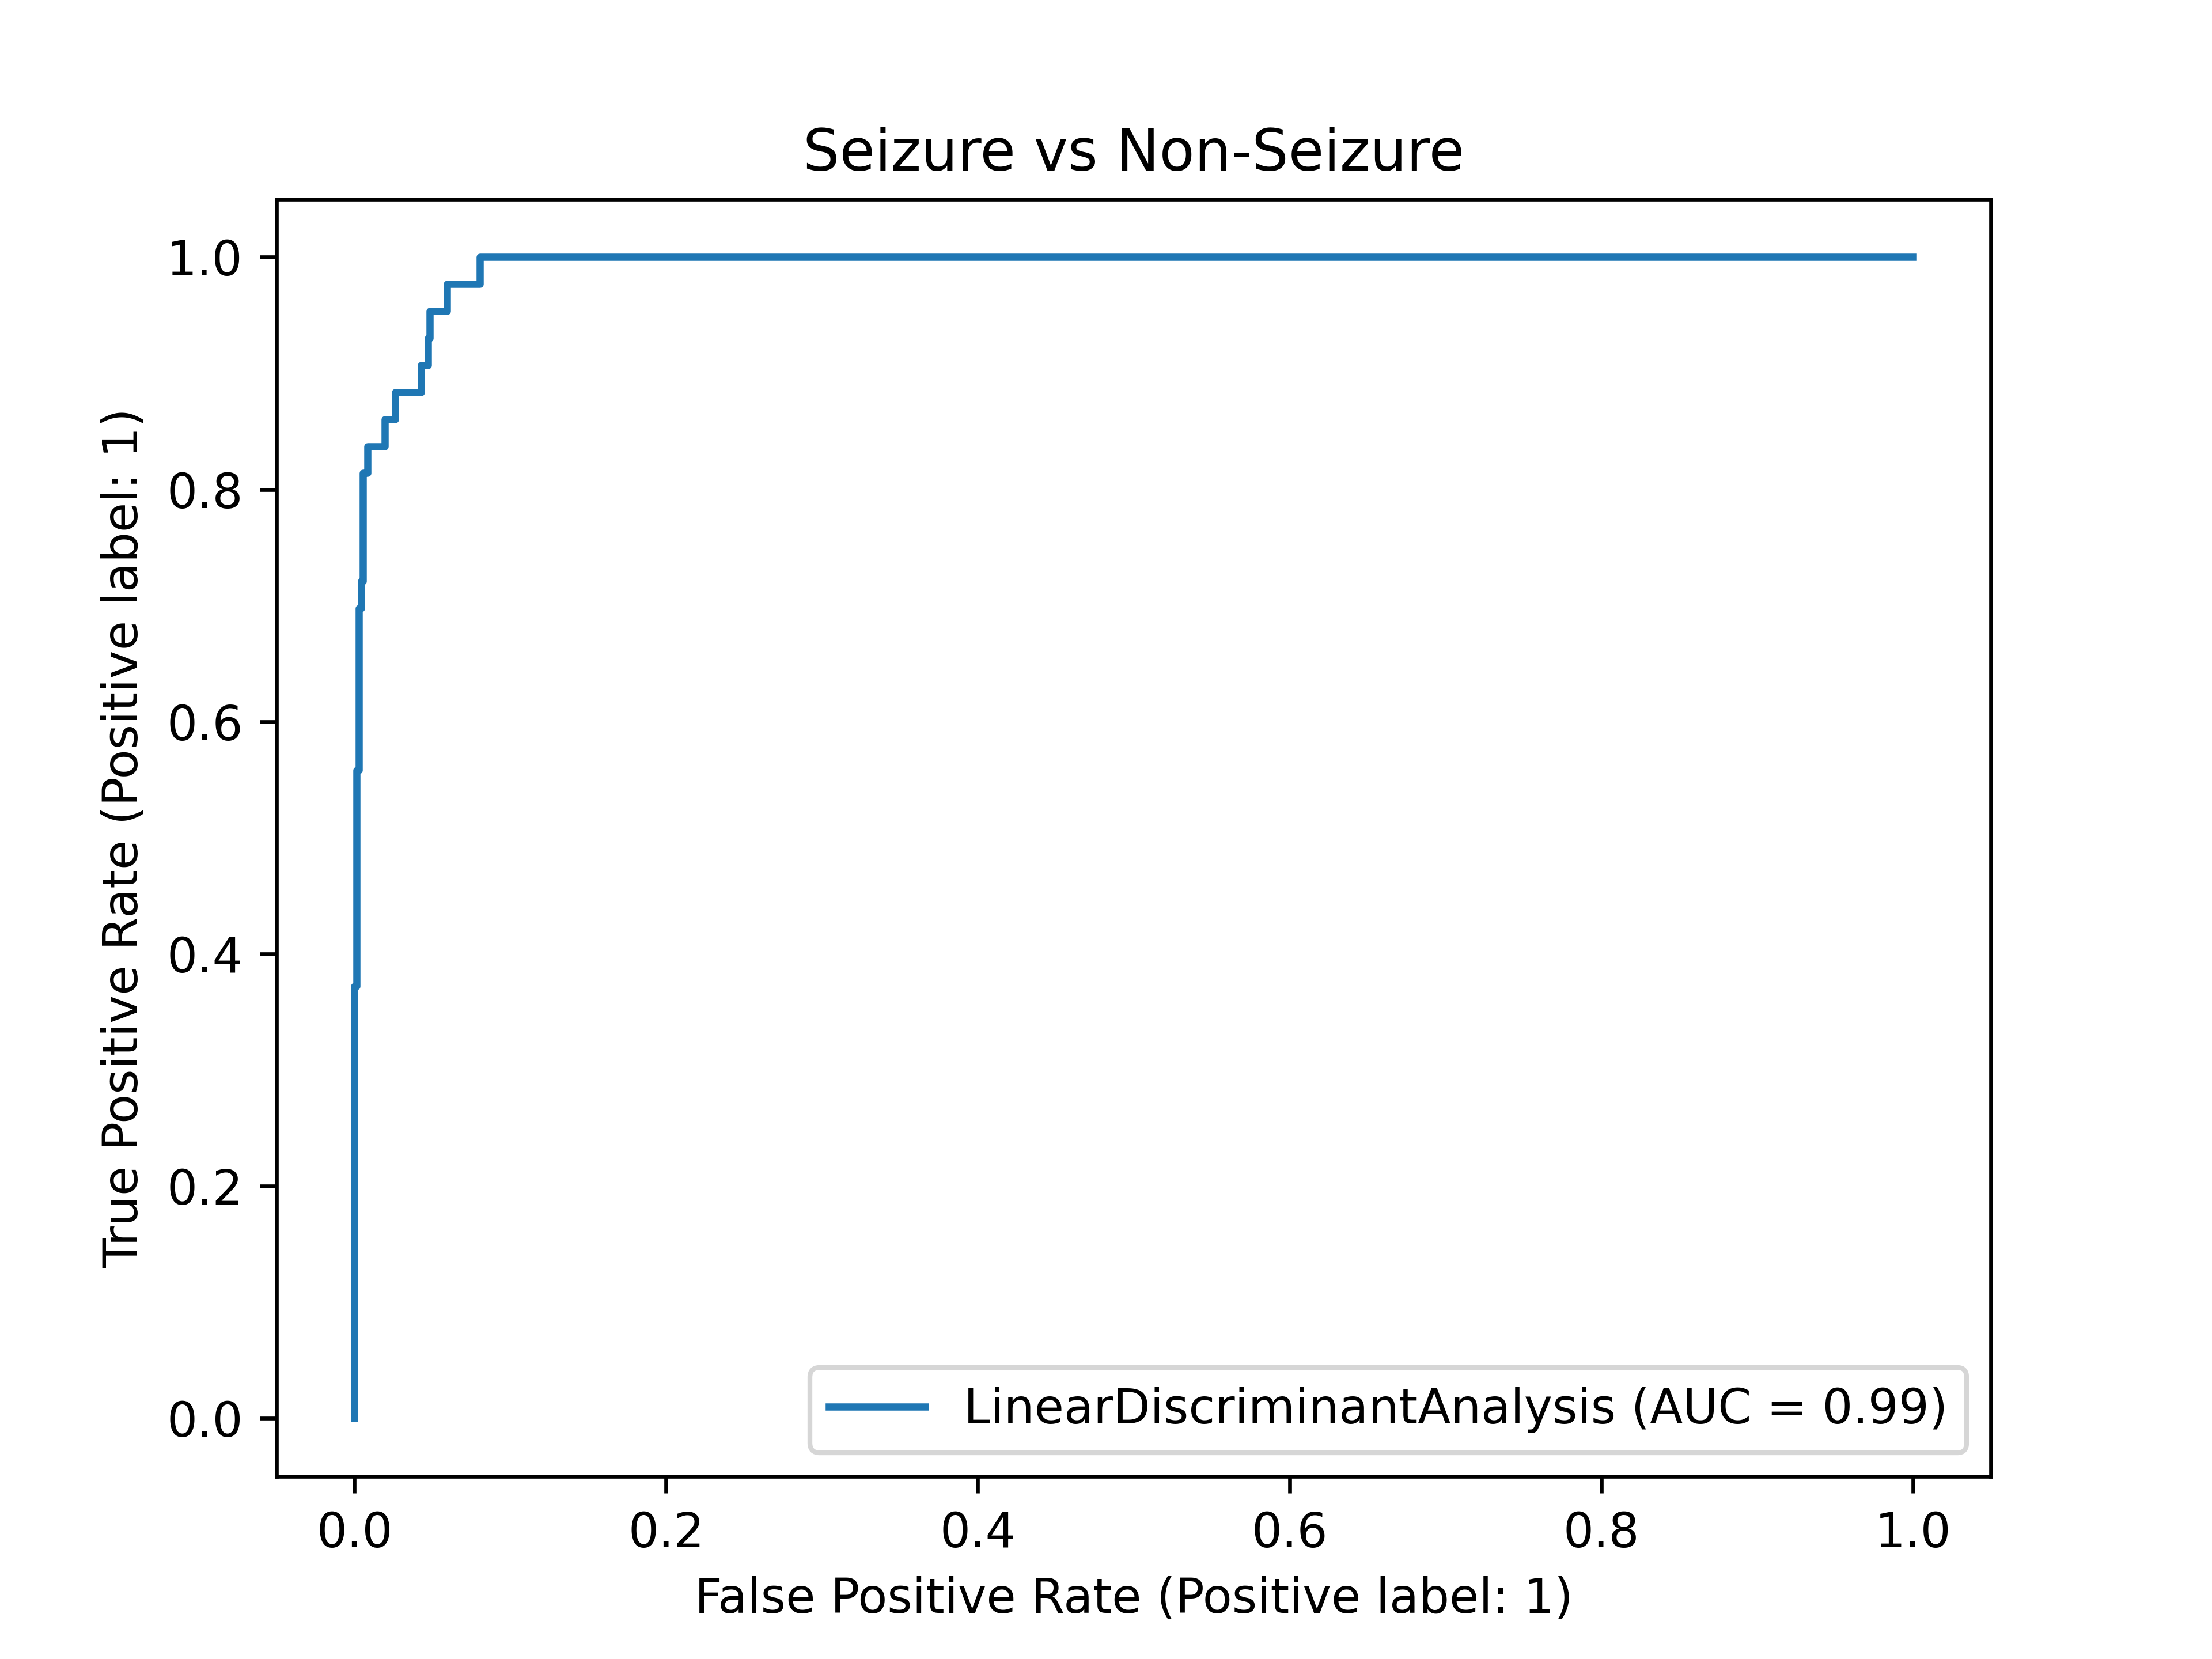 Seizure vs Non-Seizure
True Positive Rate (Positive label: 1)
1.0
0.8
0.6
0.4
0.2
0.0
LinearDiscriminantAnalysis (AUC = 0.99)
0.0 0.2 0.4 0.6 0.8 1.0
False Positive Rate (Positive label: 1)